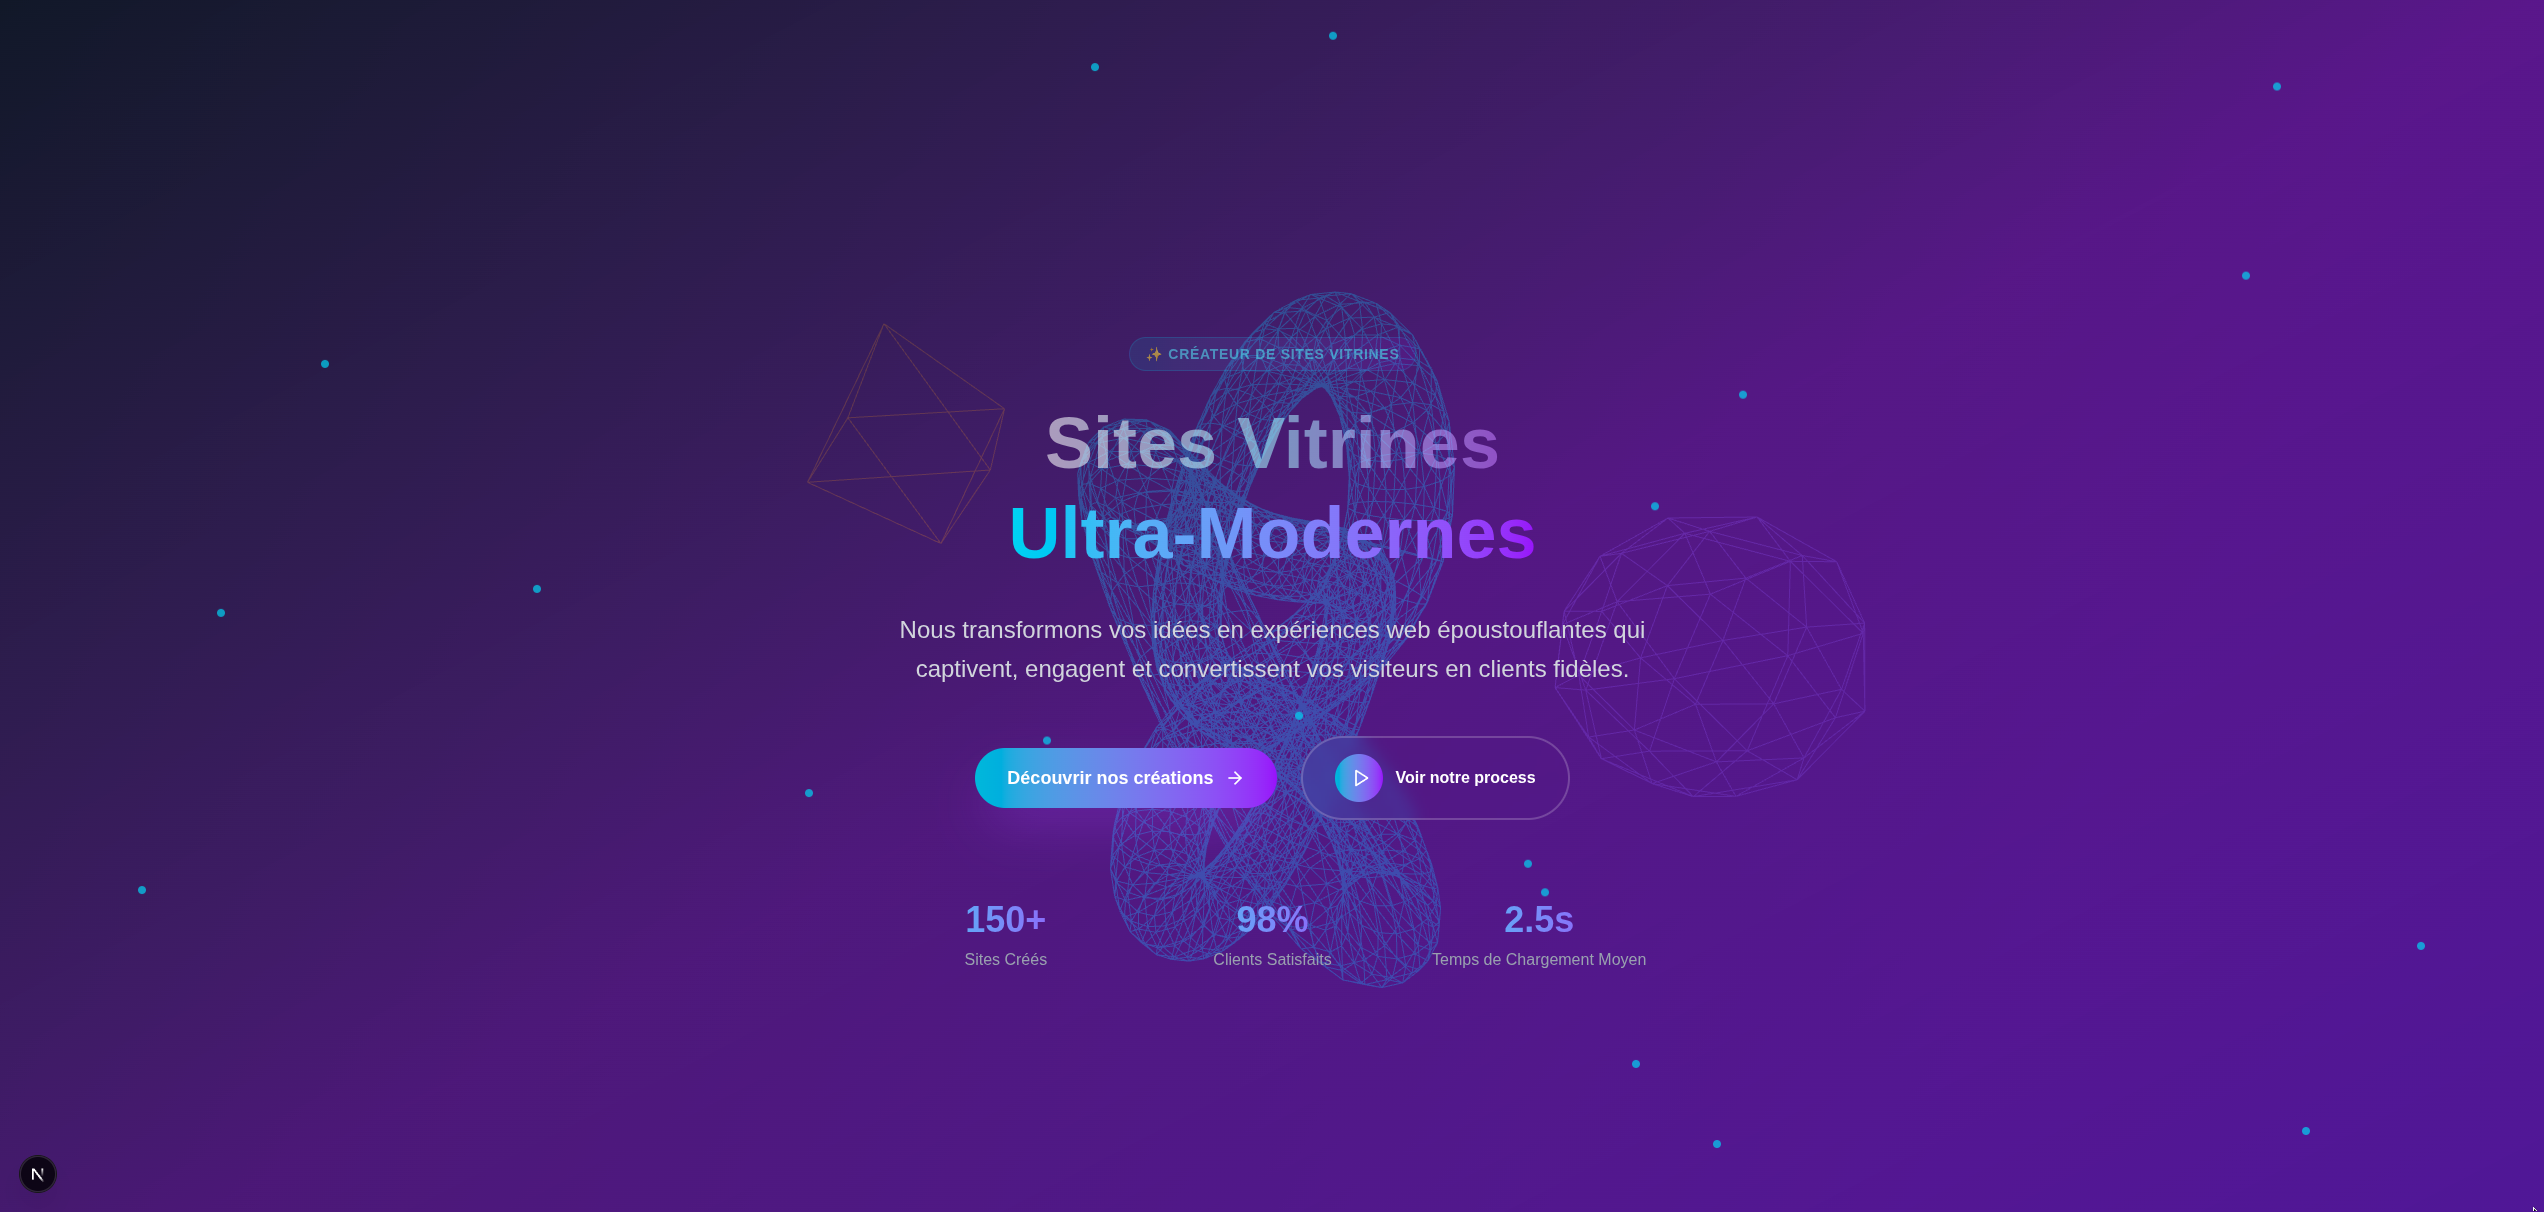 ✨ CRÉATEUR DE SITES VITRINES
Sites Vitrines
Ultra-Modernes
Nous transformons vos idées en expériences web époustouflantes qui
captivent, engagent et convertissent vos visiteurs en clients fidèles.
Découvrir nos créations →
Voir notre process
150+
Sites Créés
98%
Clients Satisfaits
2.5s
Temps de Chargement Moyen
N